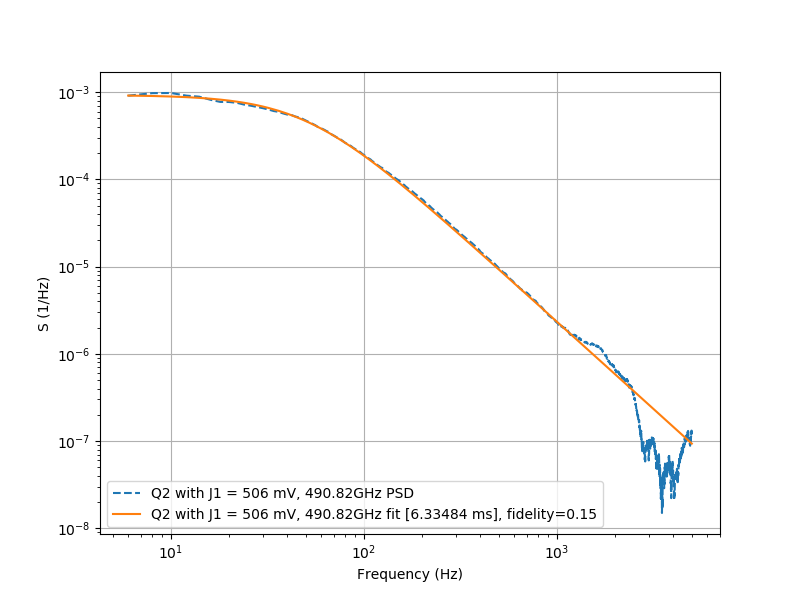 10⁻³
10⁻⁴
10⁻⁵
10⁻⁶
10⁻⁷
10⁻⁸
S (1/Hz)
Q2 with J1 = 506 mV, 490.82GHz PSD
Q2 with J1 = 506 mV, 490.82GHz fit [6.33484 ms], fidelity=0.15
10¹ 10² 10³
Frequency (Hz)